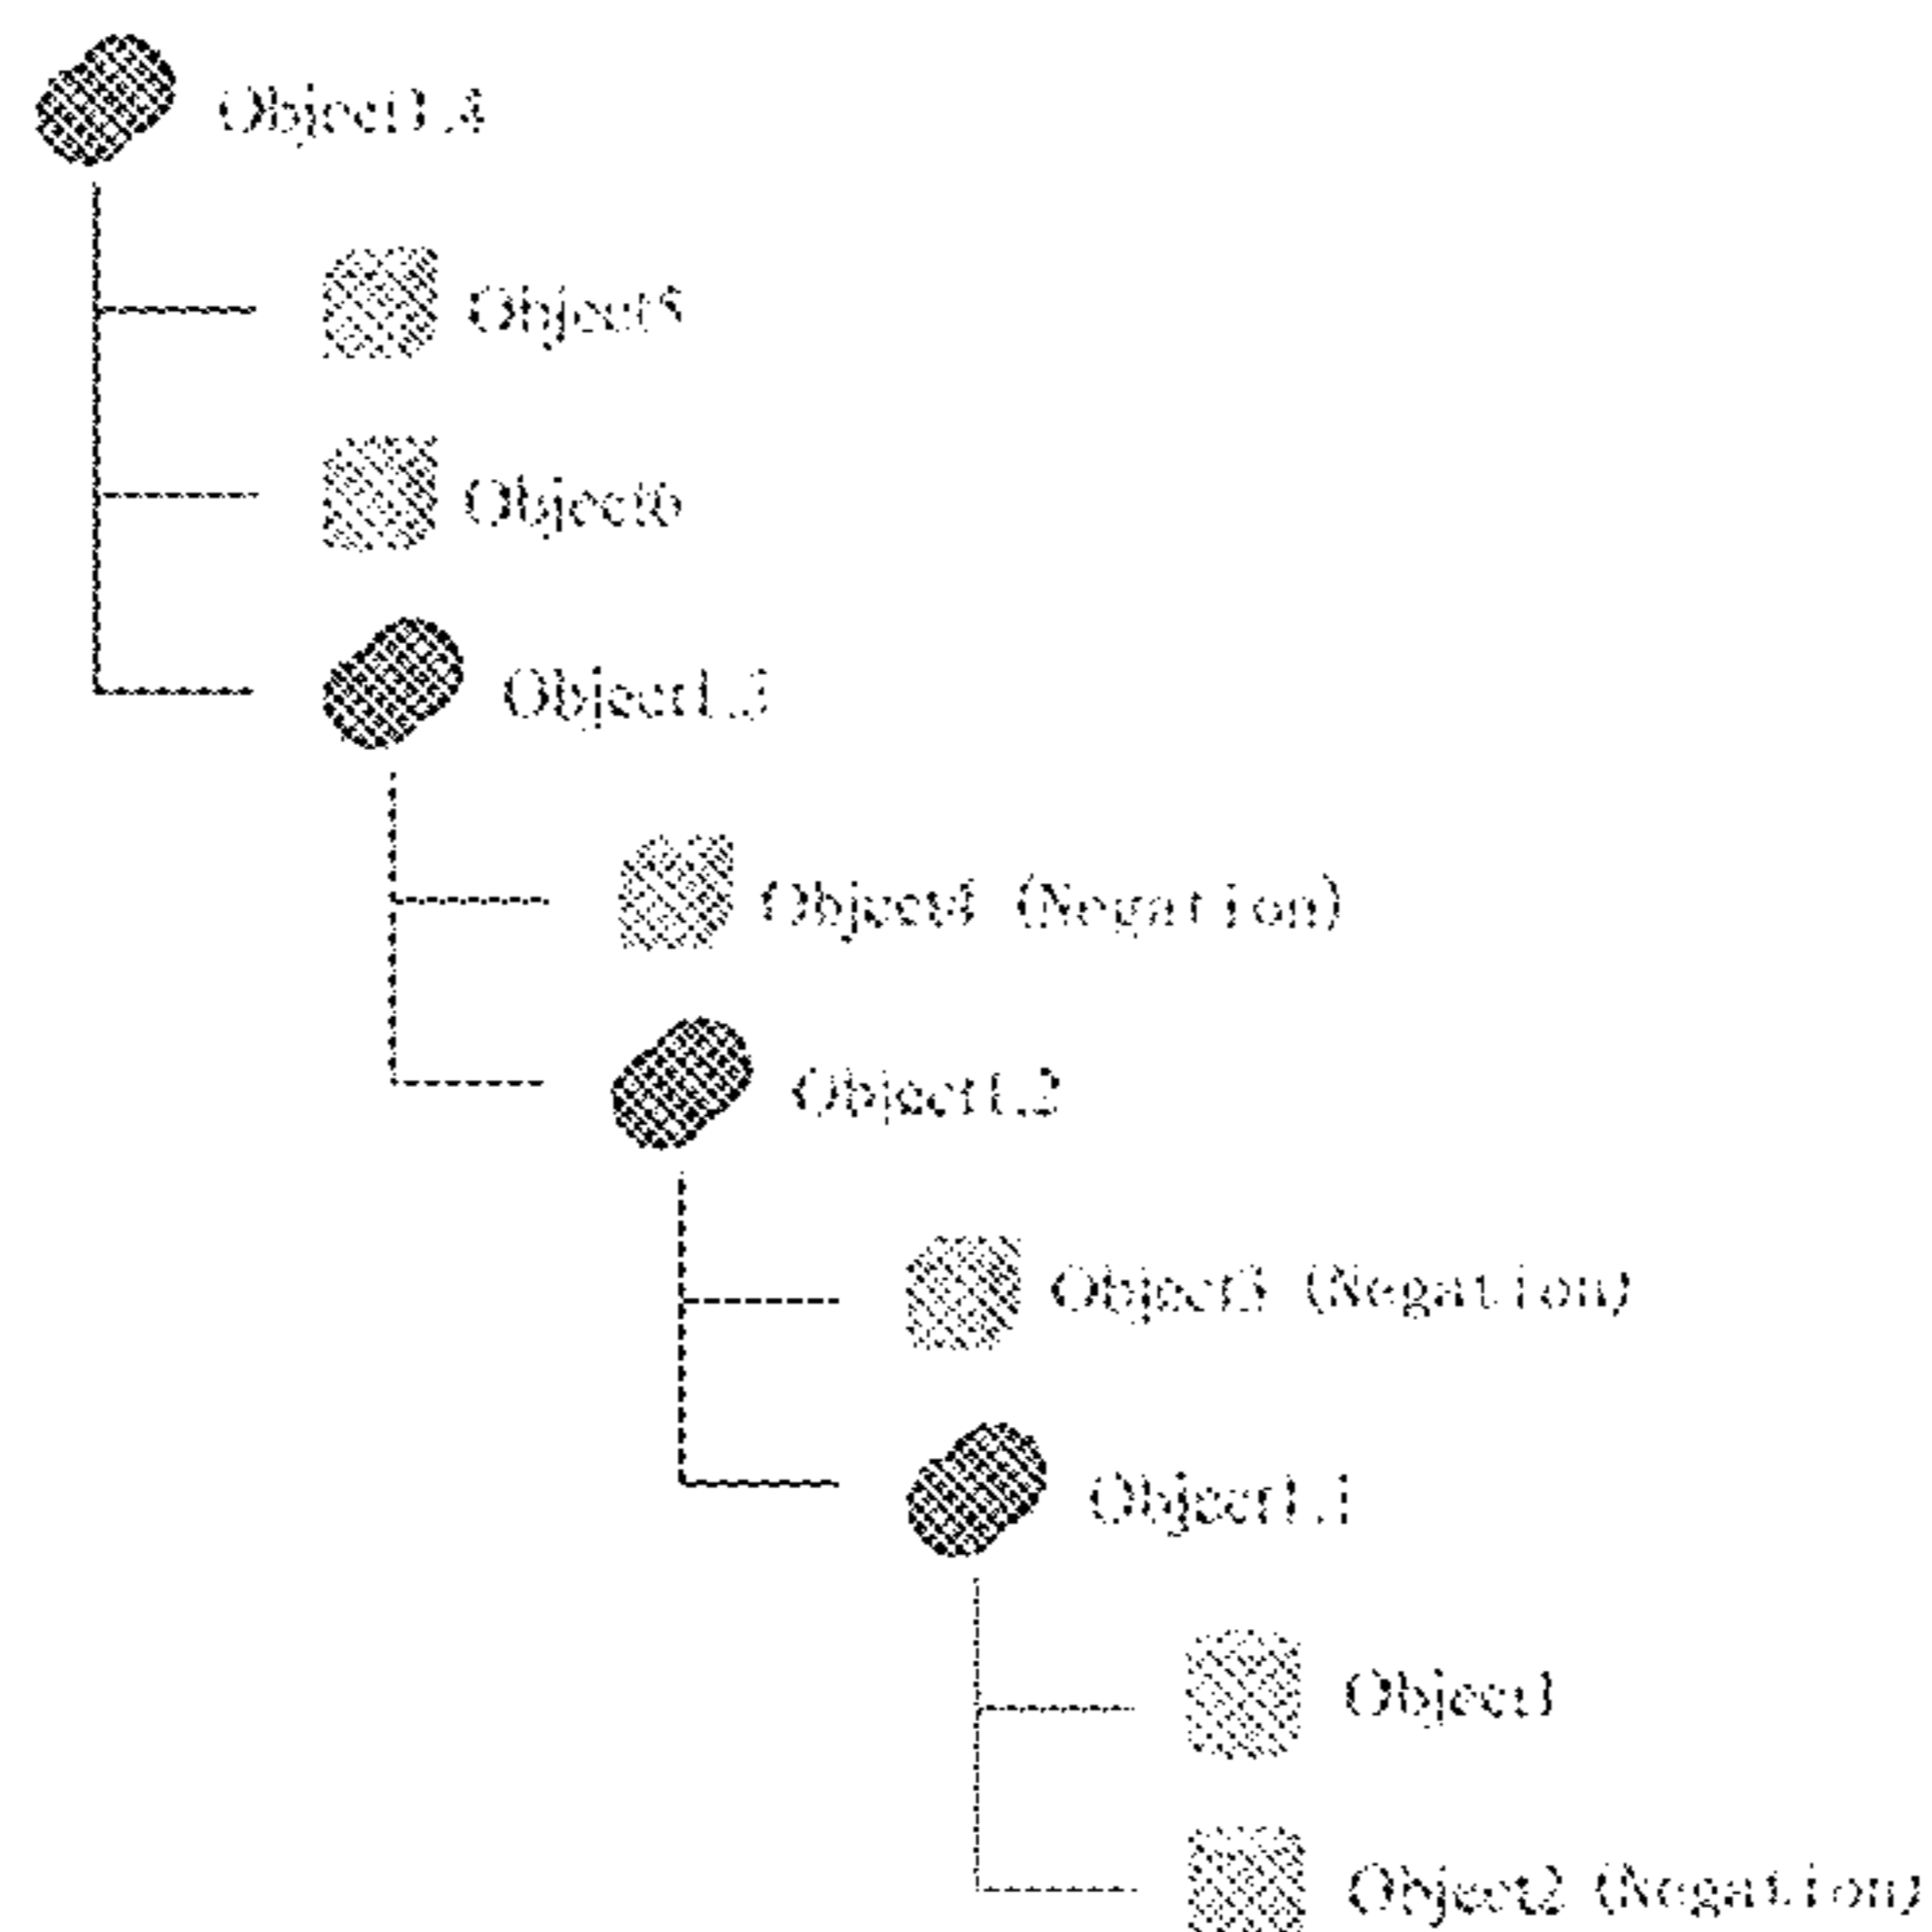 Object1.4
Object5
Object6
Object1.3
Object4 (Negation)
Object1.2
Object3 (Negation)
Object1.1
Object1
Object2 (Negation)